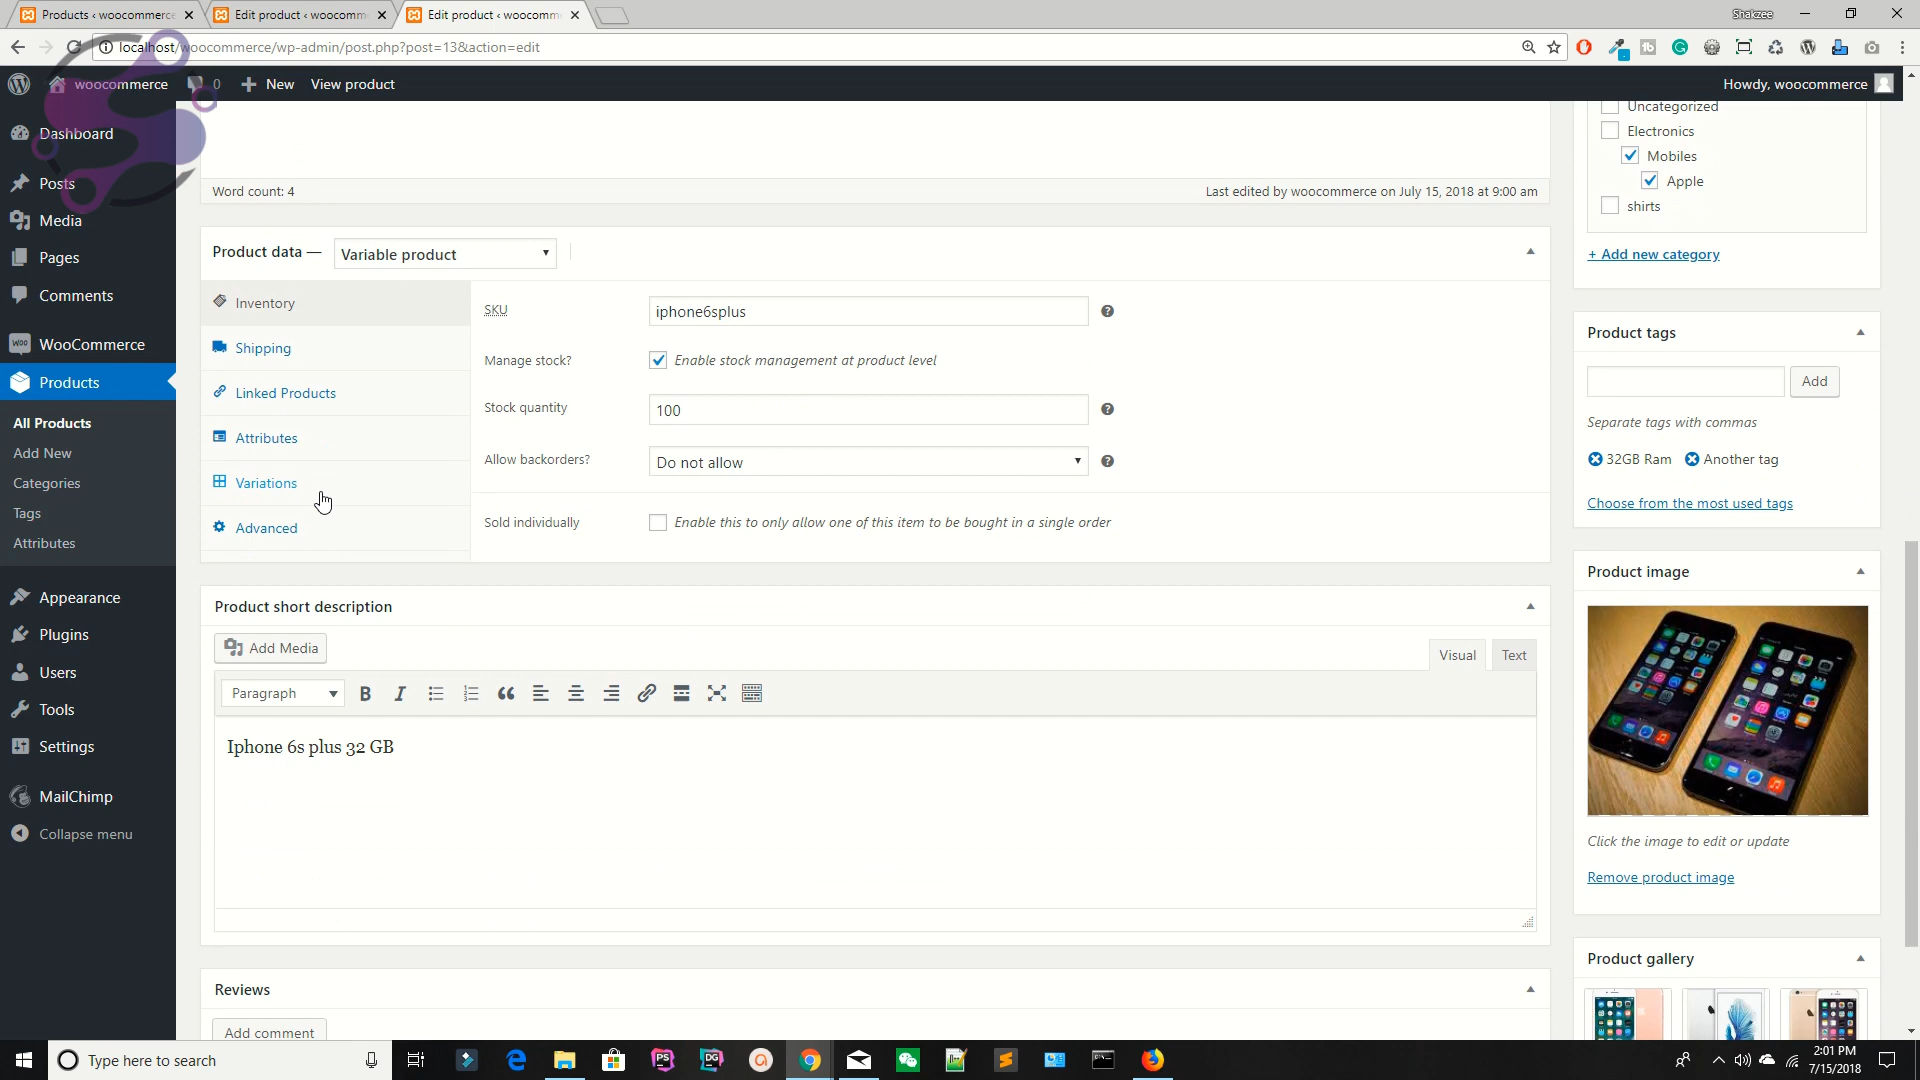 Products ‹ woocommerce
Edit product ‹ woocomm
Edit product ‹ woocomm
Shakzee
localhost/woocommerce/wp-admin/post.php?post=13&action=edit
woocommerce
0
New
View product
Howdy, woocommerce
Dashboard
Posts
Media
Pages
Comments
WooCommerce
Products
All Products
Add New
Categories
Tags
Attributes
Appearance
Plugins
Users
Tools
Settings
MailChimp
Collapse menu
Word count: 4
Last edited by woocommerce on July 15, 2018 at 9:00 am
Product data —
Variable product
Inventory
Shipping
Linked Products
Attributes
Variations
Advanced
SKU
iphone6splus
Manage stock?
Enable stock management at product level
Stock quantity
100
Allow backorders?
Do not allow
Sold individually
Enable this to only allow one of this item to be bought in a single order
Product short description
Add Media
Visual
Text
Paragraph
Iphone 6s plus 32 GB
Reviews
Add comment
Uncategorized
Electronics
Mobiles
Apple
shirts
+ Add new category
Product tags
Add
Separate tags with commas
32GB Ram
Another tag
Choose from the most used tags
Product image
Click the image to edit or update
Remove product image
Product gallery
Type here to search
2:01 PM
7/15/2018